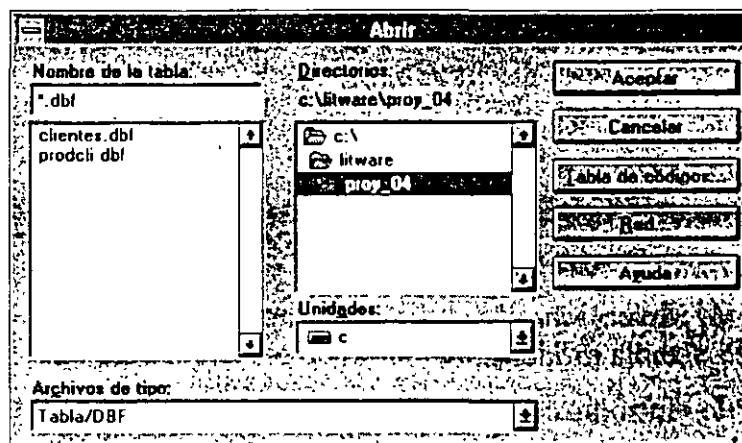 Abrir
Nombre de la tabla:
*.dbf
clientes.dbf
prodcli.dbf
Directorios:
c:\litware\proy_04
c:\
litware
proy_04
Unidades:
c
Archivos de tipo:
Tabla/DBF
Aceptar
Cancelar
Tabla de códigos...
Red...
Ayuda